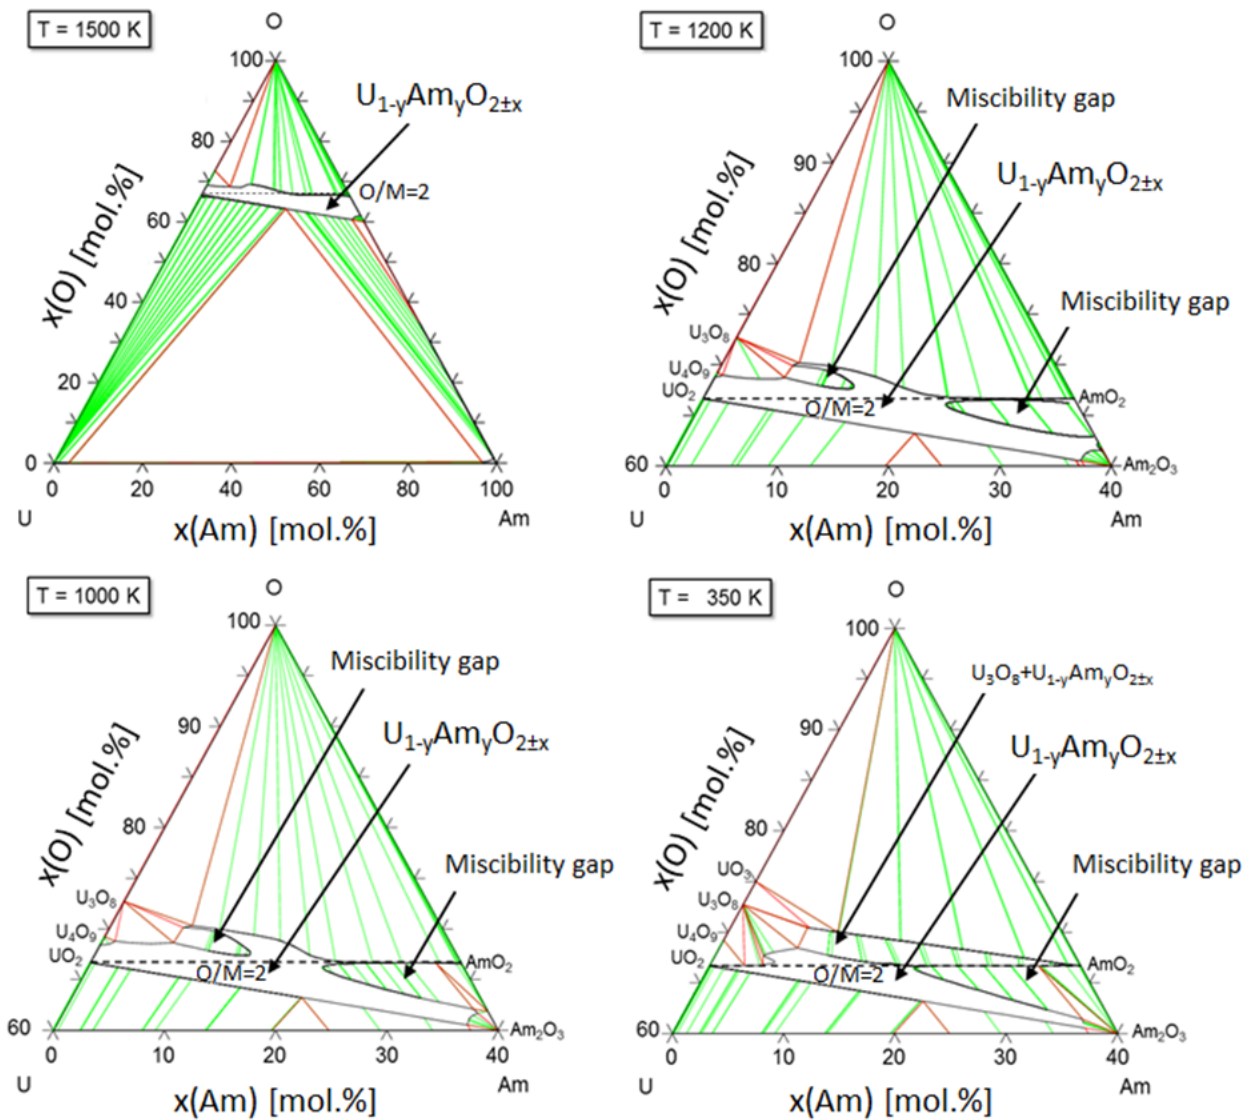 T = 1500 K
O
100
U₁₋yAmyO₂±ₓ
80
O/M=2
60
x(O) [mol.%]
40
20
0
0 20 40 60 80 100
U
x(Am) [mol.%]
Am
T = 1200 K
O
100
Miscibility gap
90
U₁₋yAmyO₂±ₓ
x(O) [mol.%]
80
Miscibility gap
U₃O₈
U₄O₉
UO₂
O/M=2
AmO₂
60
Am₂O₃
0 10 20 30 40
U
x(Am) [mol.%]
Am
T = 1000 K
O
100
Miscibility gap
90
U₁₋yAmyO₂±ₓ
x(O) [mol.%]
80
Miscibility gap
U₃O₈
U₄O₉
UO₂
O/M=2
AmO₂
60
Am₂O₃
0 10 20 30 40
U
x(Am) [mol.%]
Am
T = 350 K
O
100
U₃O₈+U₁₋yAmyO₂±ₓ
90
U₁₋yAmyO₂±ₓ
x(O) [mol.%]
80
Miscibility gap
UO₃
U₃O₈
U₄O₉
UO₂
O/M=2
AmO₂
60
Am₂O₃
0 10 20 30 40
U
x(Am) [mol.%]
Am